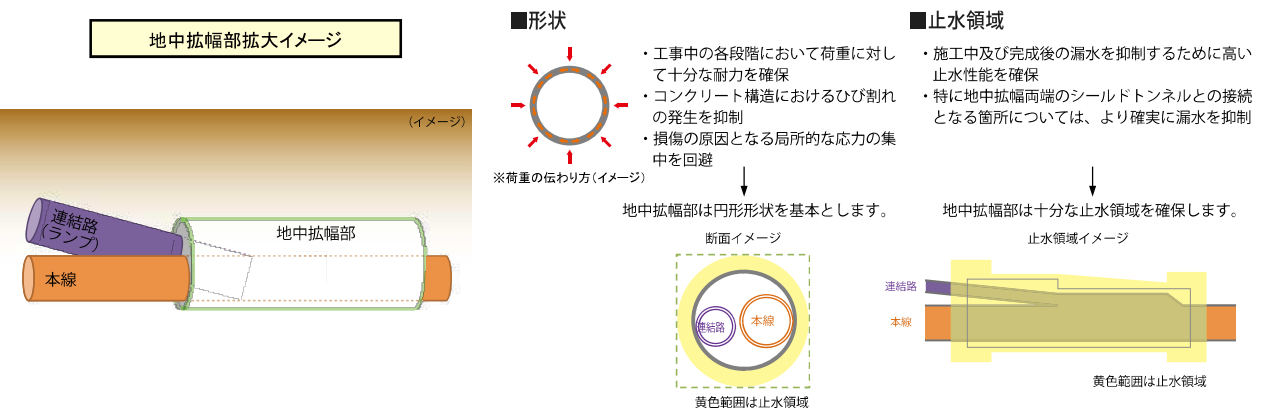 地中拡幅部拡大イメージ
（イメージ）
連結路
（ランプ）
本線
地中拡幅部
■形状
※荷重の伝わり方（イメージ）
・工事中の各段階において荷重に対し
て十分な耐力を確保
・コンクリート構造におけるひび割れ
の発生を抑制
・損傷の原因となる局所的な応力の集
中を回避
地中拡幅部は円形形状を基本とします。
断面イメージ
連結路
本線
黄色範囲は止水領域
■止水領域
・施工中及び完成後の漏水を抑制するために高い
止水性能を確保
・特に地中拡幅両端のシールドトンネルとの接続
となる箇所については、より確実に漏水を抑制
地中拡幅部は十分な止水領域を確保します。
止水領域イメージ
連結路
本線
黄色範囲は止水領域